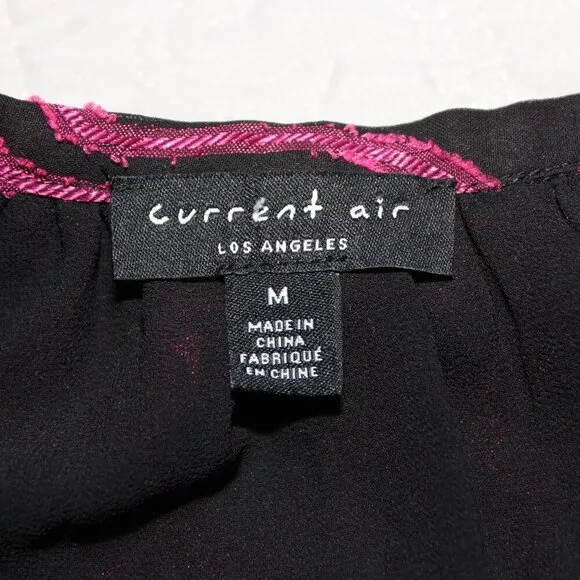 current air
LOS ANGELES
M
MADE IN
CHINA
FABRIQUÉ
EN CHINE